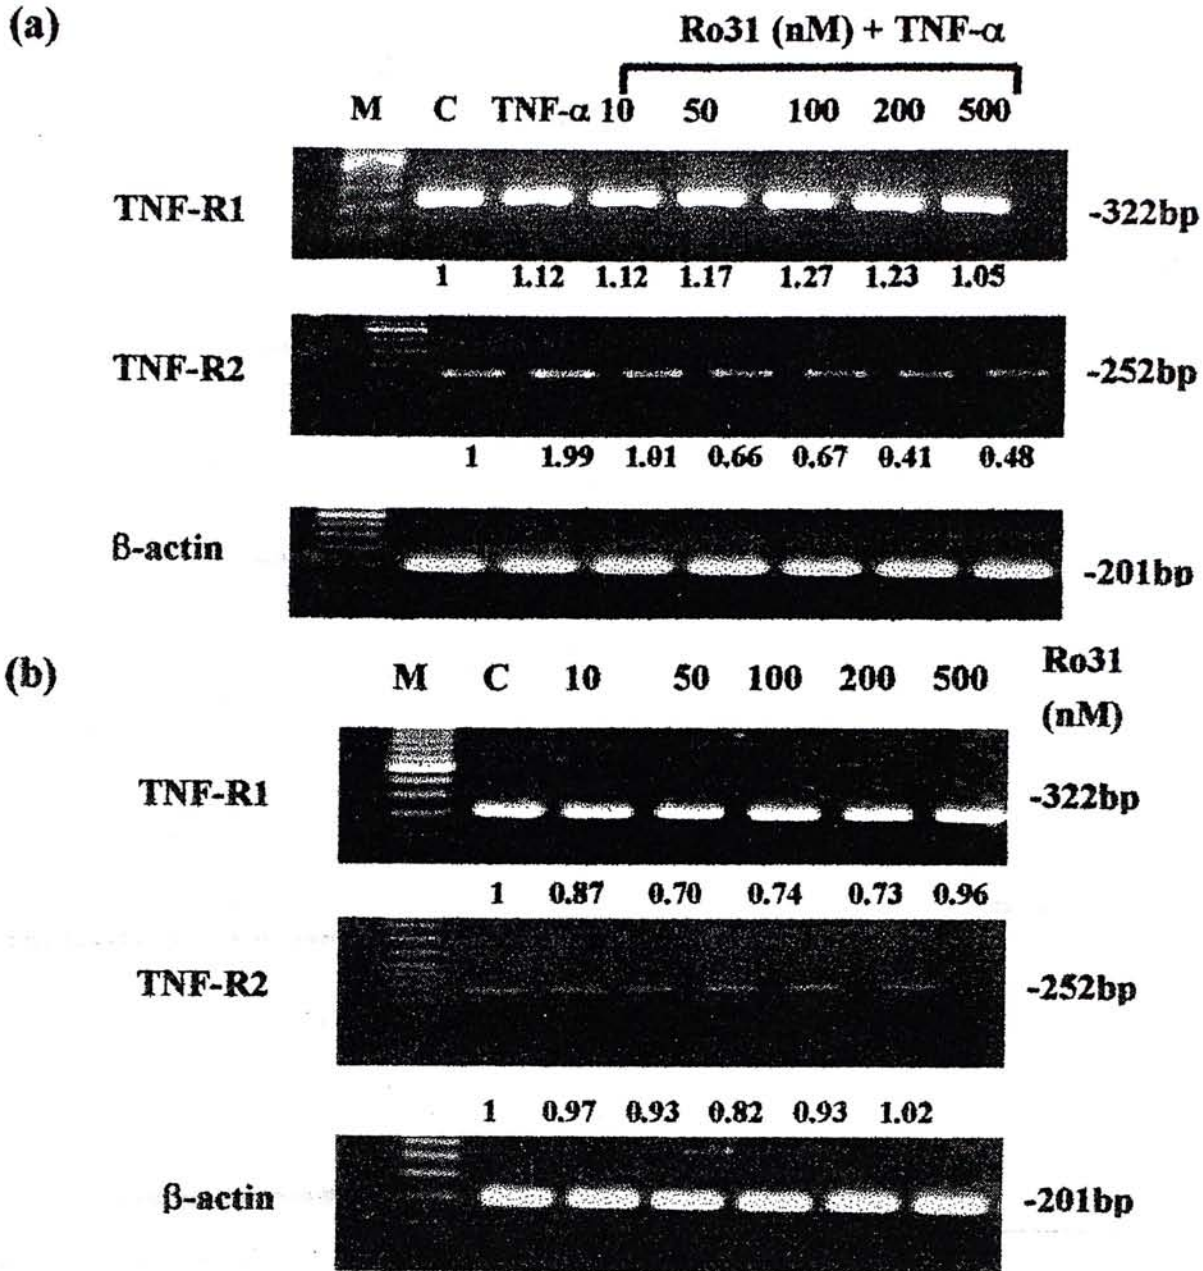 (a)
Ro31 (nM) + TNF-α
M C TNF-α 10 50 100 200 500
TNF-R1 -322bp
1 1.12 1.12 1.17 1.27 1.23 1.05
TNF-R2 -252bp
1 1.99 1.01 0.66 0.67 0.41 0.48
β-actin -201bp
(b)
M C 10 50 100 200 500 Ro31
(nM)
TNF-R1 -322bp
1 0.87 0.70 0.74 0.73 0.96
TNF-R2 -252bp
1 0.97 0.93 0.82 0.93 1.02
β-actin -201bp